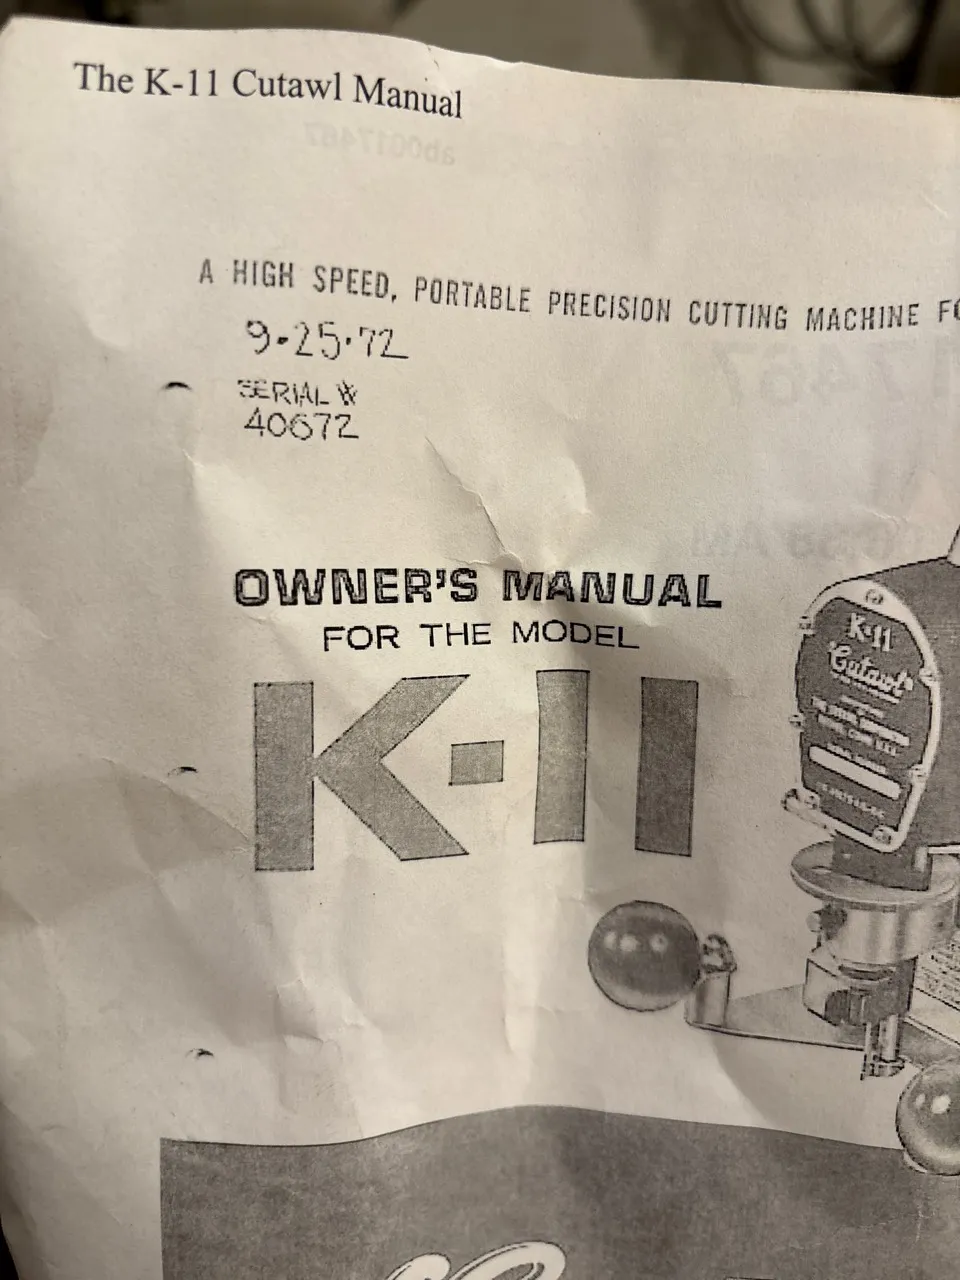 The K-11 Cutawl Manual
A HIGH SPEED, PORTABLE PRECISION CUTTING MACHINE FO
9-25-72
SERIAL #
40672
OWNER'S MANUAL
FOR THE MODEL
K-11
K-11
Cutawl